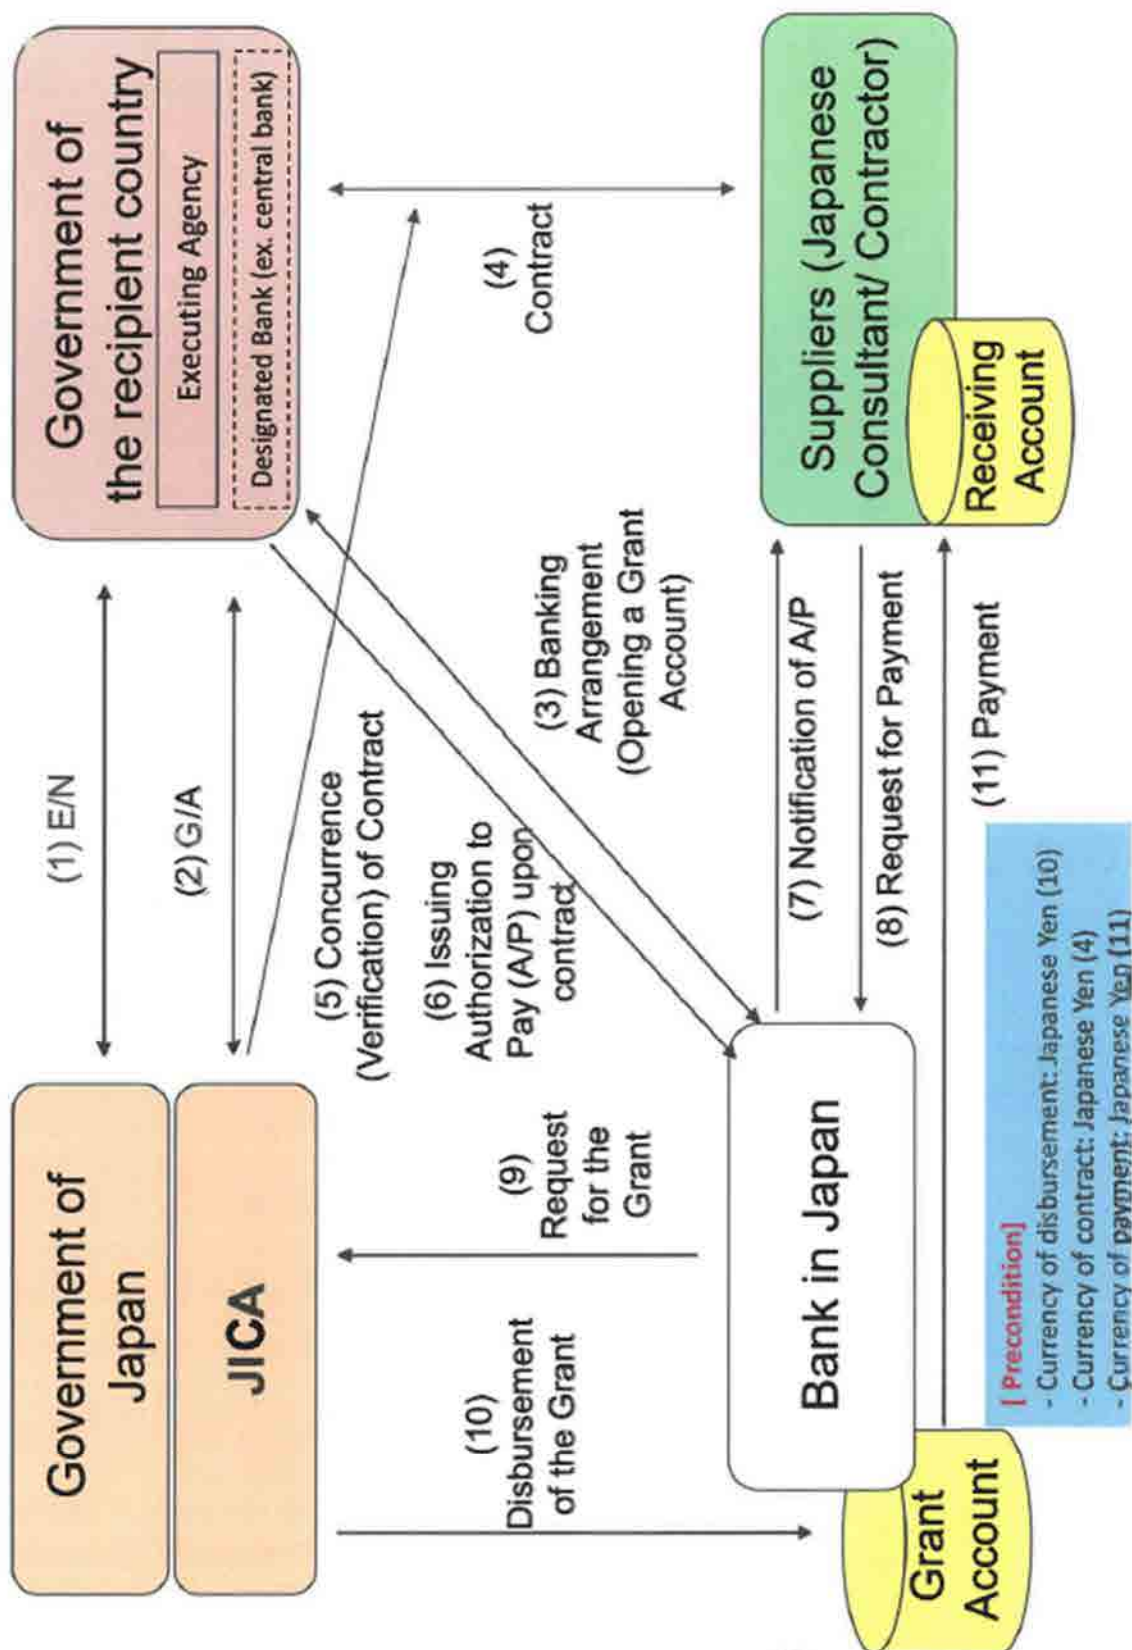 Government of
Japan
JICA
(1) E/N
(2) G/A
Government of
the recipient country
Executing Agency
Designated Bank (ex. central bank)
(5) Concurrence
(Verification) of Contract
(6) Issuing
Authorization to
Pay (A/P) upon
contract
(4)
Contract
(10)
Disbursement
of the Grant
(9)
Request
for the
Grant
(3) Banking
Arrangement
(Opening a Grant
Account)
Bank in Japan
Grant
Account
(7) Notification of A/P
(8) Request for Payment
(11) Payment
Suppliers (Japanese
Consultant/ Contractor)
Receiving
Account
[ Precondition]
- Currency of disbursement: Japanese Yen (10)
- Currency of contract: Japanese Yen (4)
- Currency of payment: Japanese Yen (11)